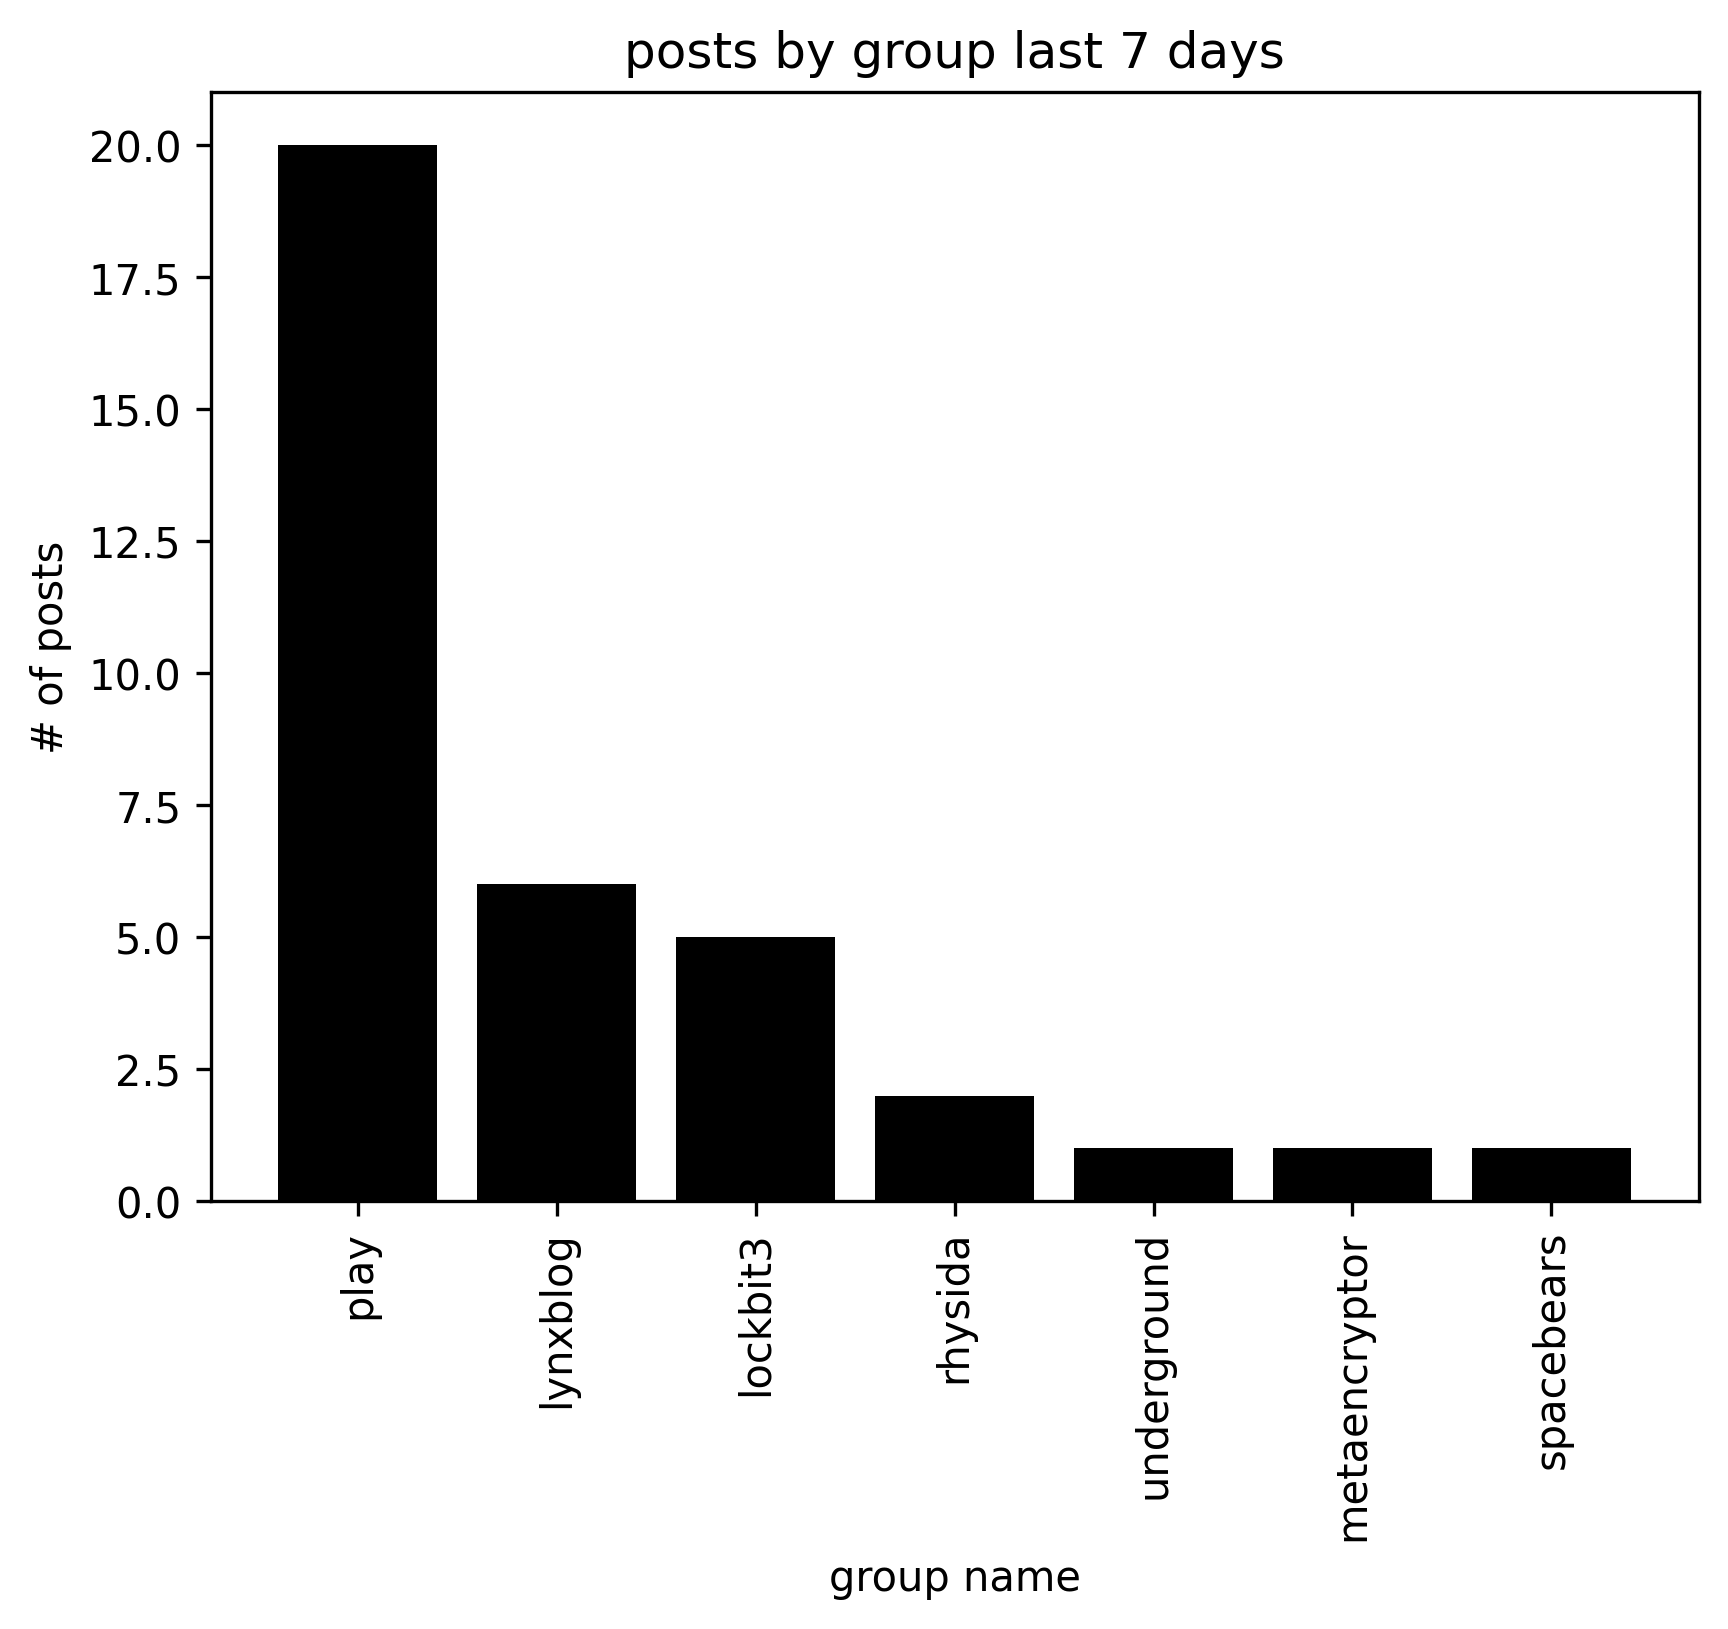 posts by group last 7 days
# of posts
20.0
17.5
15.0
12.5
10.0
7.5
5.0
2.5
0.0
play
lynxblog
lockbit3
rhysida
underground
metaencryptor
spacebears
group name